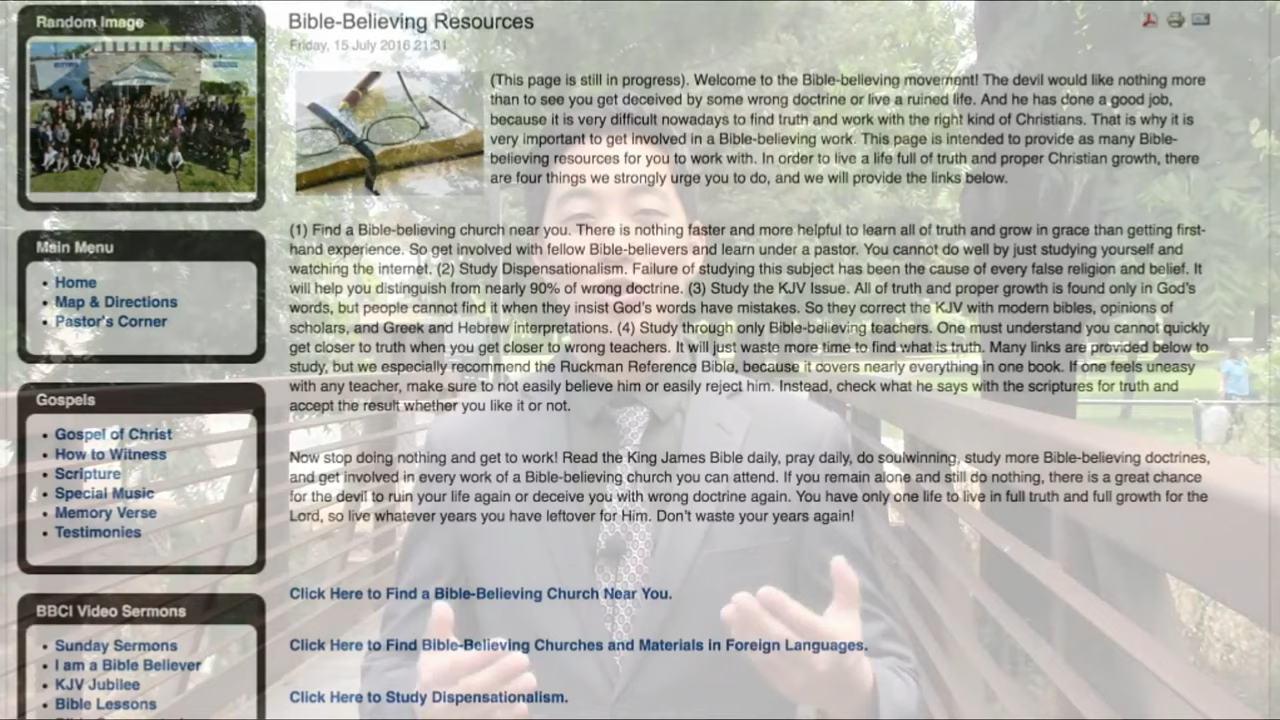 Random Image
Bible-Believing Resources
Friday, 15 July 2016 21:31
(This page is still in progress). Welcome to the Bible-believing movement! The devil would like nothing more
than to see you get deceived by some wrong doctrine or live a ruined life. And he has done a good job,
because it is very difficult nowadays to find truth and work with the right kind of Christians. That is why it is
very important to get involved in a Bible-believing work. This page is intended to provide as many Bible-
believing resources for you to work with. In order to live a life full of truth and proper Christian growth, there
are four things we strongly urge you to do, and we will provide the links below.
(1) Find a Bible-believing church near you. There is nothing faster and more helpful to learn all of truth and grow in grace than getting first-
hand experience. So get involved with fellow Bible-believers and learn under a pastor. You cannot do well by just studying yourself and
watching the internet. (2) Study Dispensationalism. Failure of studying this subject has been the cause of every false religion and belief. It
will help you distinguish from nearly 90% of wrong doctrine. (3) Study the KJV Issue. All of truth and proper growth is found only in God's
words, but people cannot find it when they insist God's words have mistakes. So they correct the KJV with modern bibles, opinions of
scholars, and Greek and Hebrew interpretations. (4) Study through only Bible-believing teachers. One must understand you cannot quickly
get closer to truth when you get closer to wrong teachers. It will just waste more time to find what is truth. Many links are provided below to
study, but we especially recommend the Ruckman Reference Bible, because it covers nearly everything in one book. If one feels uneasy
with any teacher, make sure to not easily believe him or easily reject him. Instead, check what he says with the scriptures for truth and
accept the result whether you like it or not.
Now stop doing nothing and get to work! Read the King James Bible daily, pray daily, do soulwinning, study more Bible-believing doctrines,
and get involved in every work of a Bible-believing church you can attend. If you remain alone and still do nothing, there is a great chance
for the devil to ruin your life again or deceive you with wrong doctrine again. You have only one life to live in full truth and full growth for the
Lord, so live whatever years you have leftover for Him. Don't waste your years again!
Click Here to Find a Bible-Believing Church Near You.
Click Here to Find Bible-Believing Churches and Materials in Foreign Languages.
Click Here to Study Dispensationalism.
Main Menu
Home
Map & Directions
Pastor's Corner
Gospels
Gospel of Christ
How to Witness
Scripture
Special Music
Memory Verse
Testimonies
BBCI Video Sermons
Sunday Sermons
I am a Bible Believer
KJV Jubilee
Bible Lessons